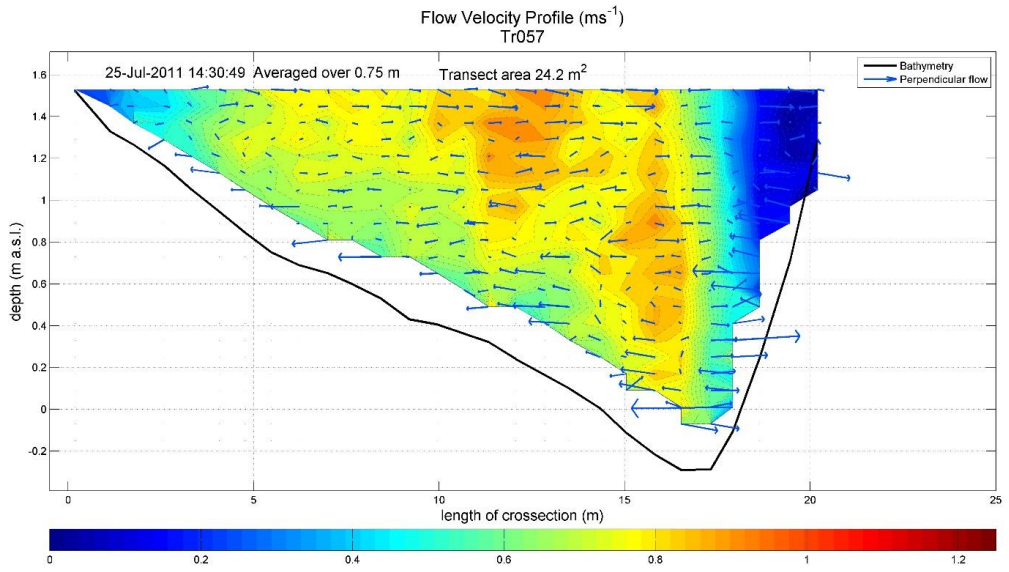 Flow Velocity Profile (ms⁻¹)
Tr057
25-Jul-2011 14:30:49 Averaged over 0.75 m
Transect area 24.2 m²
Bathymetry
Perpendicular flow
depth (m a.s.l.)
1.6
1.4
1.2
1
0.8
0.6
0.4
0.2
0
-0.2
0 5 10 15 20 25
length of crossection (m)
0 0.2 0.4 0.6 0.8 1 1.2